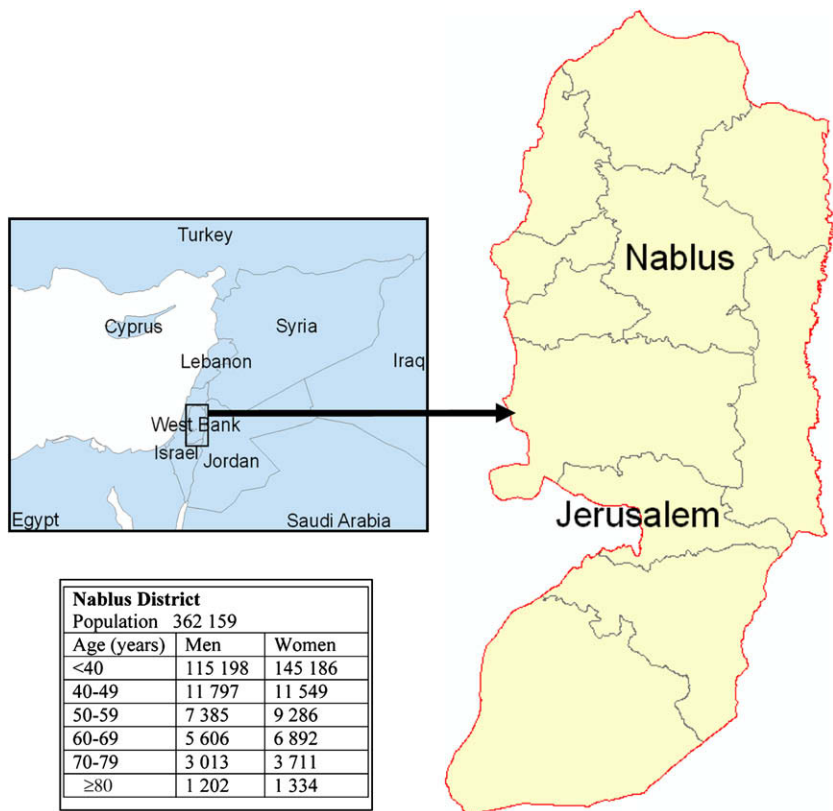 Turkey
Cyprus
Syria
Lebanon
Iraq
West Bank
Israel
Jordan
Egypt
Saudi Arabia
Nablus
Jerusalem
Nablus District
Population 362 159
Age (years) Men Women
<40 115 198 145 186
40-49 11 797 11 549
50-59 7 385 9 286
60-69 5 606 6 892
70-79 3 013 3 711
≥80 1 202 1 334